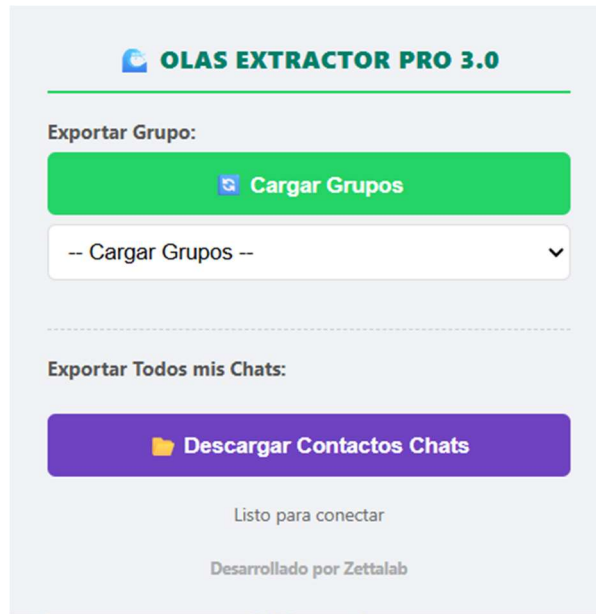 OLAS EXTRACTOR PRO 3.0
Exportar Grupo:
Cargar Grupos
-- Cargar Grupos --
Exportar Todos mis Chats:
Descargar Contactos Chats
Listo para conectar
Desarrollado por Zettalab